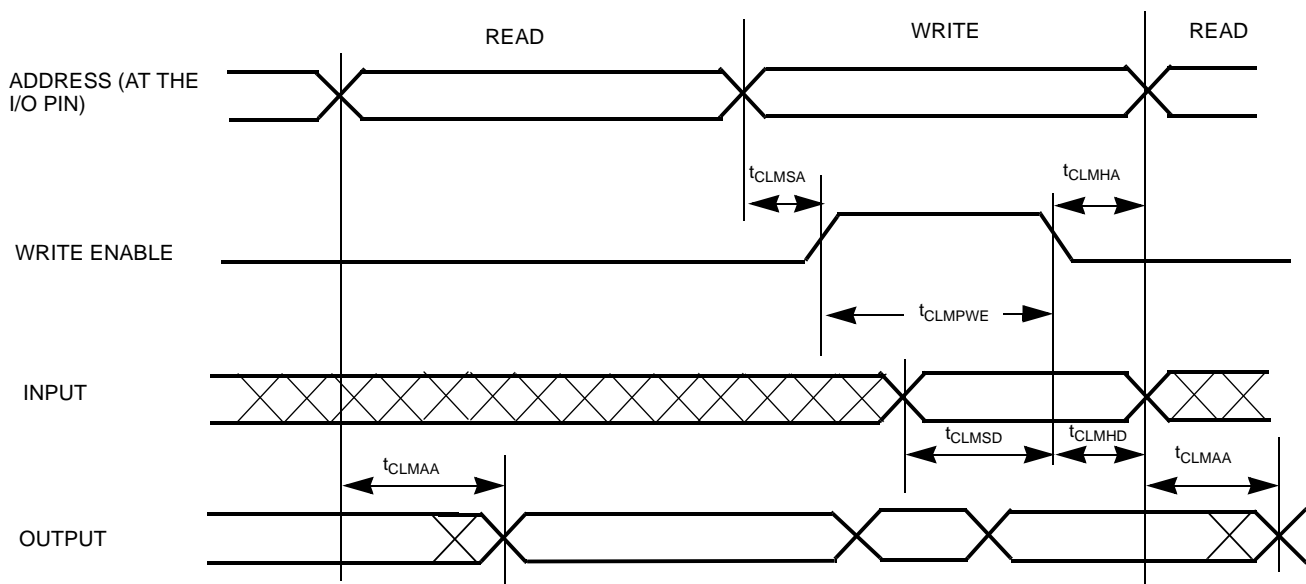 READ
WRITE
READ
ADDRESS (AT THE
I/O PIN)
tCLMSA
tCLMHA
WRITE ENABLE
tCLMPWE
INPUT
tCLMSD
tCLMHD
tCLMAA
tCLMAA
OUTPUT